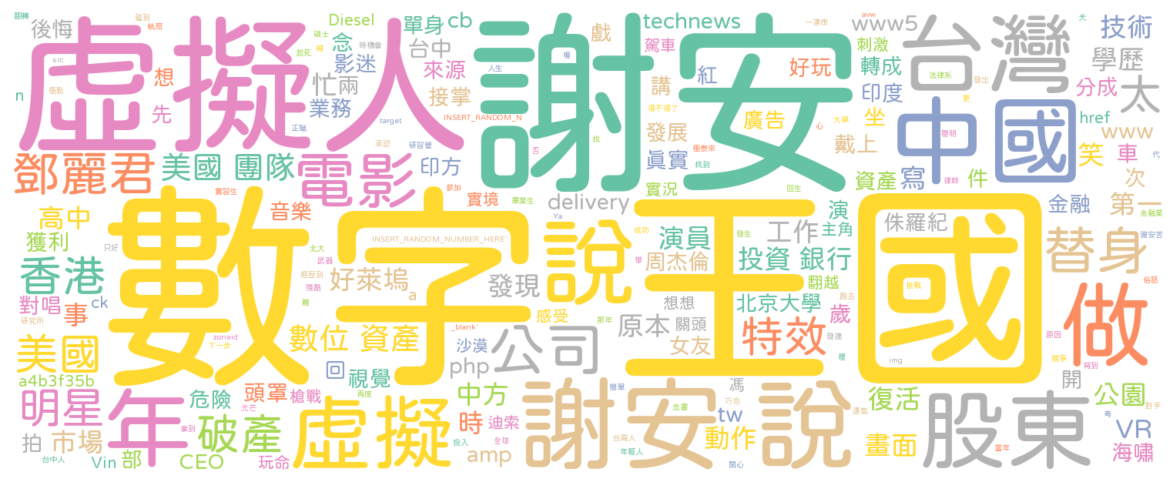 虛擬人 謝安 台灣 中國
數字王國
謝安說 股東
鄧麗君 美國 團隊 電影
後悔 Diesel 單身 cb technews www5 技術
念 台中 戲 駕車 刺激 學歷
影迷 來源 講 紅 好玩 轉成 分成 太
n 想 忙兩 接掌 INSERT_RANDOM_N 印度
先 業務 發展 廣告 坐 href
戴上 www
印方 真實 笑 車
實況 資產 寫 件 次
高中 音樂 實境 delivery 演 金融 第一
獲利 INSERT_RANDOM_NUMBER_HERE 說 演員 主角 工作 侏羅紀 替身
香港 好萊塢 a 發現 周杰倫 投資 銀行
翻越
對唱 事 ck 感受 想想 北京大學
原本 關頭 歲 做
美國 數位 資產 _blank 公司 女友 特效
zoneid 沙漠
回 視覺 php img
a4b3f35b 開
明星 年 危險 頭罩 槍戰 中方 馮 復活 公園
破產 虛擬 時 迪索 tw VR
拍 市場 動作 畫面
Vin 部 CEO 玩命 amp 海嘯
target
src